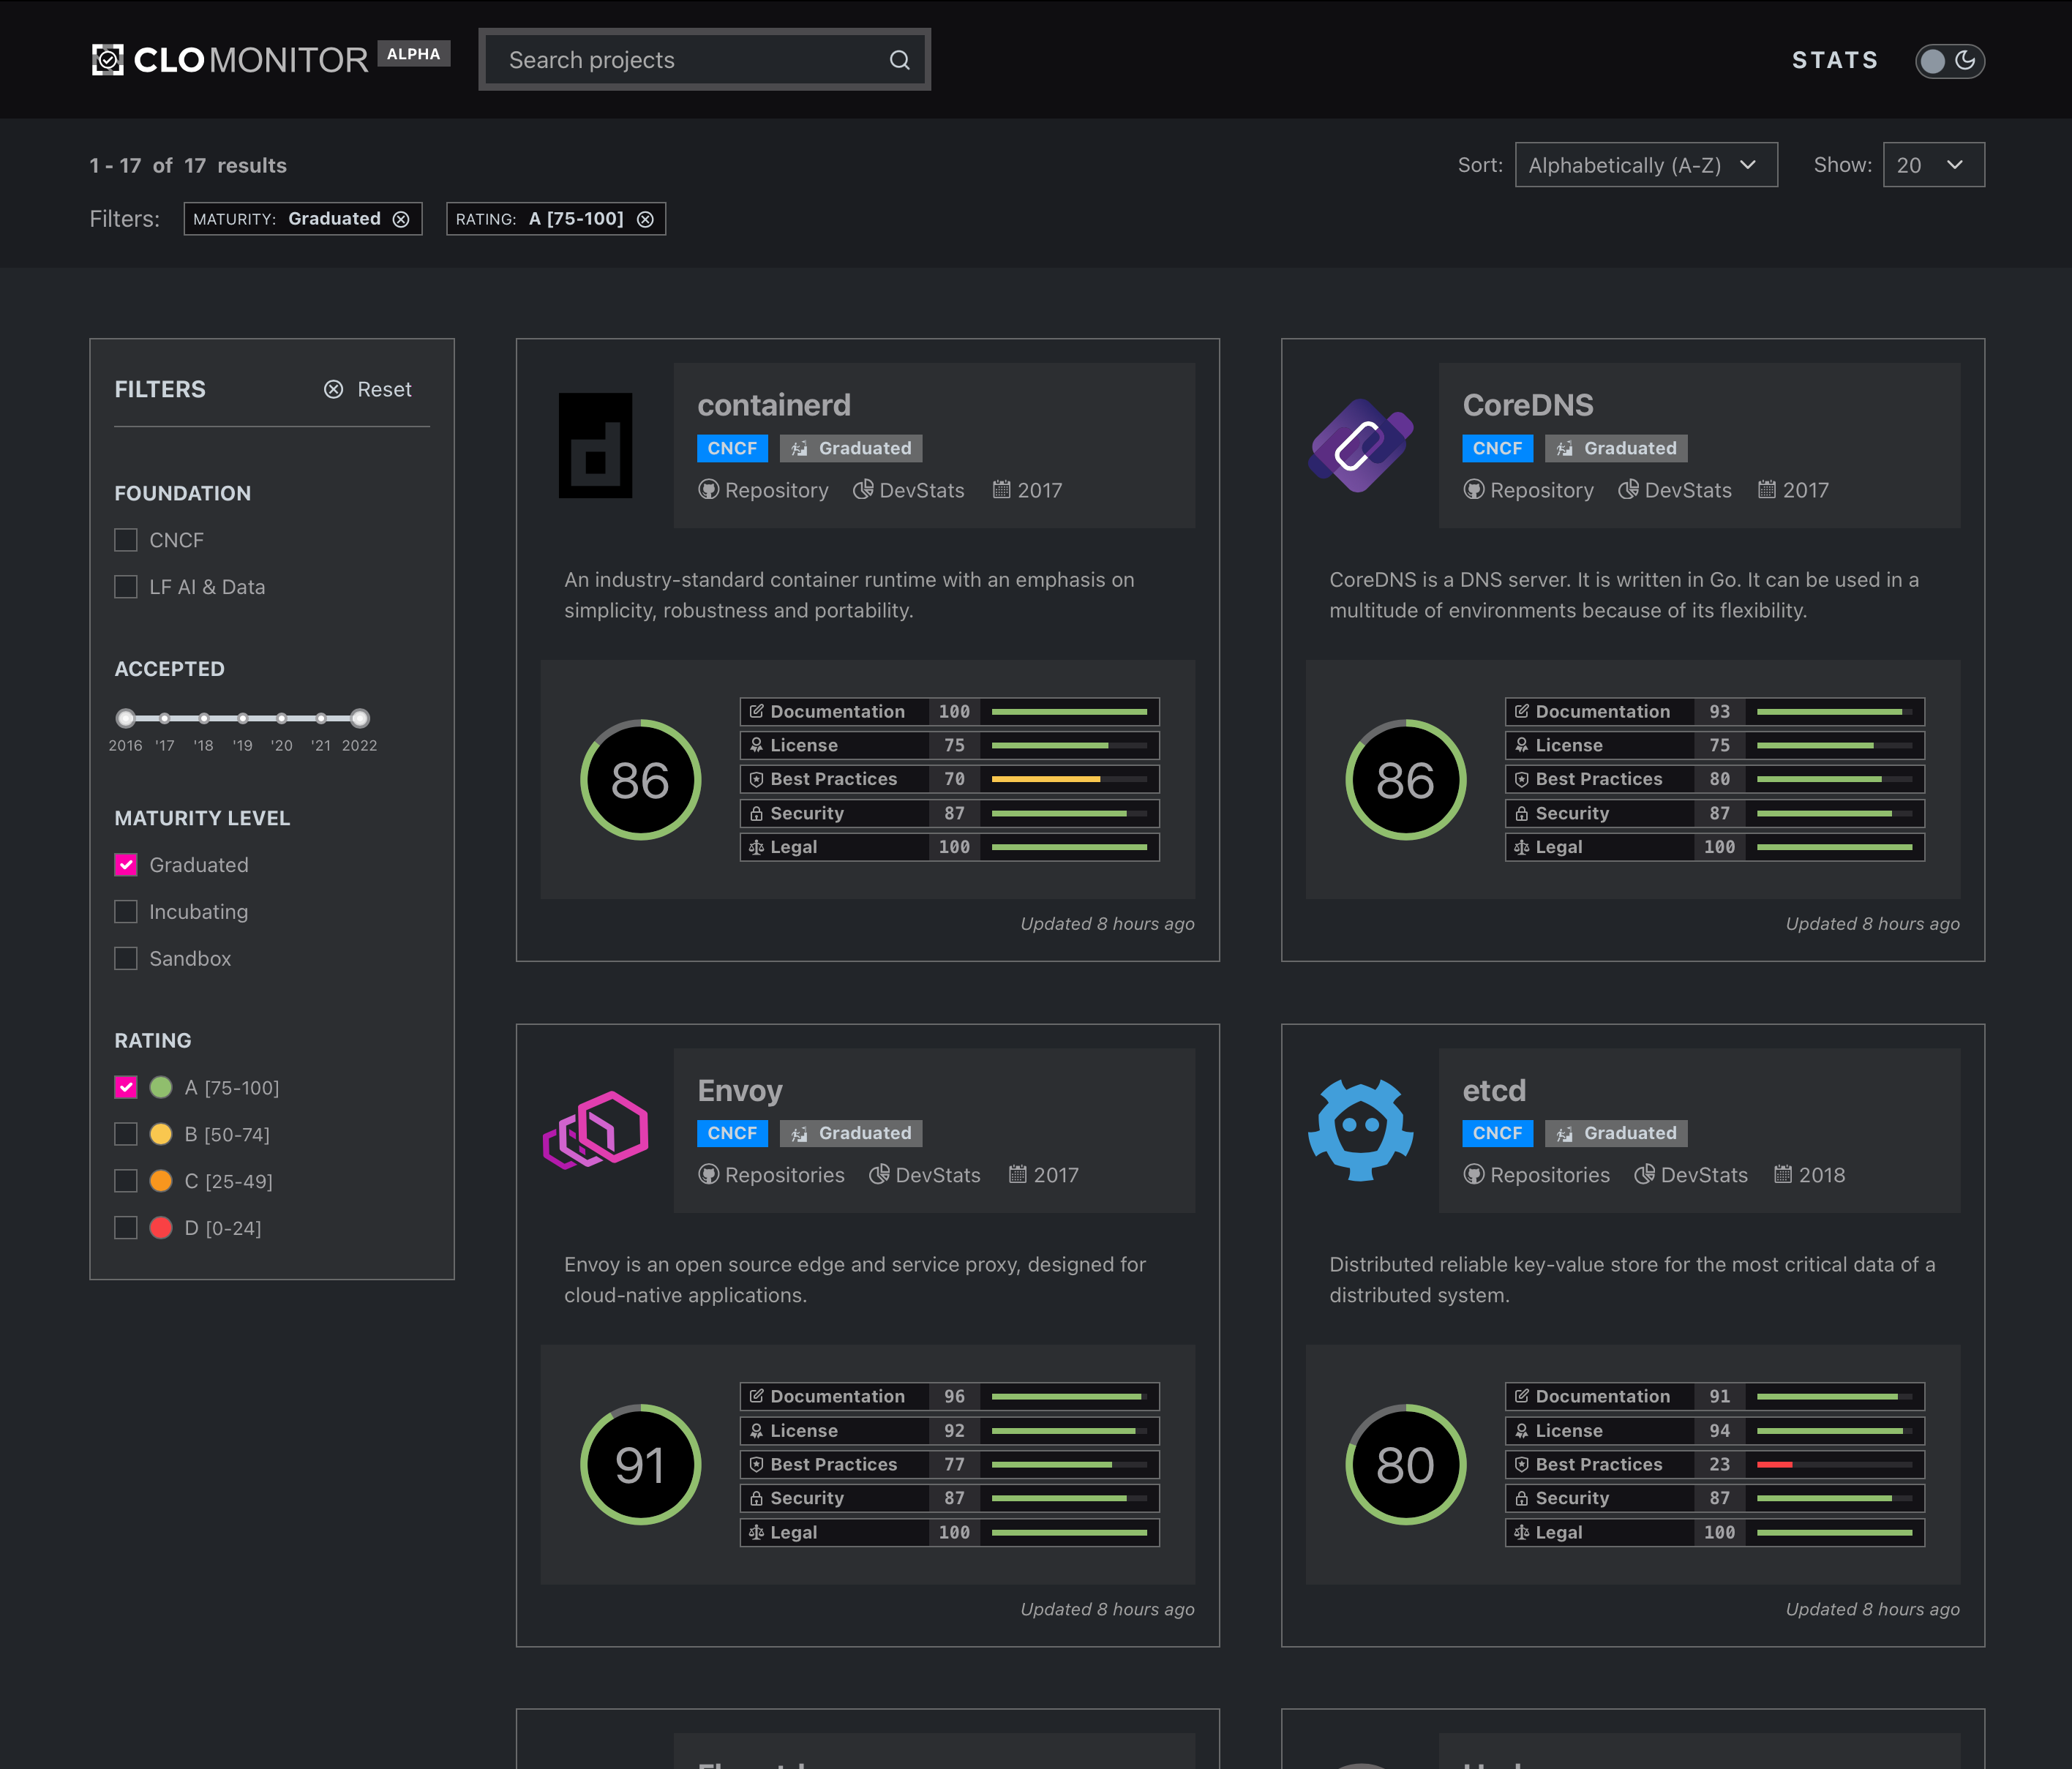 CLOMONITOR ALPHA
Search projects
STATS
1 - 17 of 17 results
Sort: Alphabetically (A-Z)
Show: 20
Filters: MATURITY: Graduated RATING: A [75-100]
FILTERS Reset
FOUNDATION
CNCF
LF AI & Data
ACCEPTED
2016 '17 '18 '19 '20 '21 2022
MATURITY LEVEL
Graduated
Incubating
Sandbox
RATING
A [75-100]
B [50-74]
C [25-49]
D [0-24]
containerd
CNCF Graduated
Repository DevStats 2017
An industry-standard container runtime with an emphasis on
simplicity, robustness and portability.
86
Documentation 100
License 75
Best Practices 70
Security 87
Legal 100
Updated 8 hours ago
CoreDNS
CNCF Graduated
Repository DevStats 2017
CoreDNS is a DNS server. It is written in Go. It can be used in a
multitude of environments because of its flexibility.
86
Documentation 93
License 75
Best Practices 80
Security 87
Legal 100
Updated 8 hours ago
Envoy
CNCF Graduated
Repositories DevStats 2017
Envoy is an open source edge and service proxy, designed for
cloud-native applications.
91
Documentation 96
License 92
Best Practices 77
Security 87
Legal 100
Updated 8 hours ago
etcd
CNCF Graduated
Repositories DevStats 2018
Distributed reliable key-value store for the most critical data of a
distributed system.
80
Documentation 91
License 94
Best Practices 23
Security 87
Legal 100
Updated 8 hours ago